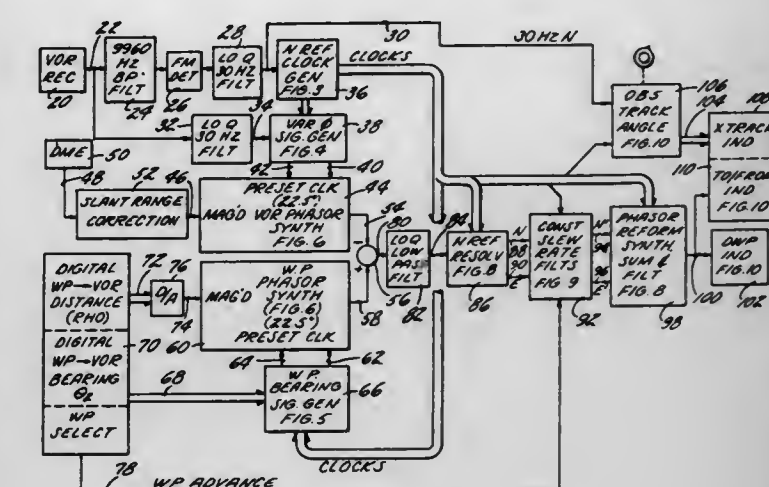 22
28
30
30 HZ N
VOR
REC
20
9960
HZ
BP.
FILT
24
FM
DET
26
LO Q
30 HZ
FILT
N REF
CLOCK
GEN
FIG.3
36
CLOCKS
OBS
TRACK
ANGLE
FIG.10
106
104
108
X TRACK
IND
110
TO/FROM
IND
FIG.10
32
LO Q
30 HZ
FILT
34
VAR Φ
SIG. GEN
FIG.4
38
DME
50
48
52
46
42
40
SLANT RANGE
CORRECTION
PRESET CLK
(22.5°)
MAG'D VOR PHASOR
SYNTH
FIG. 6
44
54
-
+
80
56
58
LO Q
LOW
PASS
FILT
82
84
N REF
RESOLV
FIG.8
86
N
88
90
E
CONST
SLEW
RATE
FILTS
FIG 9
92
N'
94
96
E'
PHASOR
REFORM
SYNTH,
SUM &
FILT
FIG. 8
98
100
DWP
IND
FIG.10
102
DIGITAL
WP→VOR
DISTANCE
(RHO)
70
DIGITAL
WP→VOR
BEARING
WP
SELECT
72
76
D/A
74
60
W.P.
PHASOR
MAG'D SYNTH
(FIG.6)
(22.5°)
PRESET CLK
64
62
68
W.P.
BEARING
SIG. GEN
FIG.5
66
CLOCKS
78
WP ADVANCE